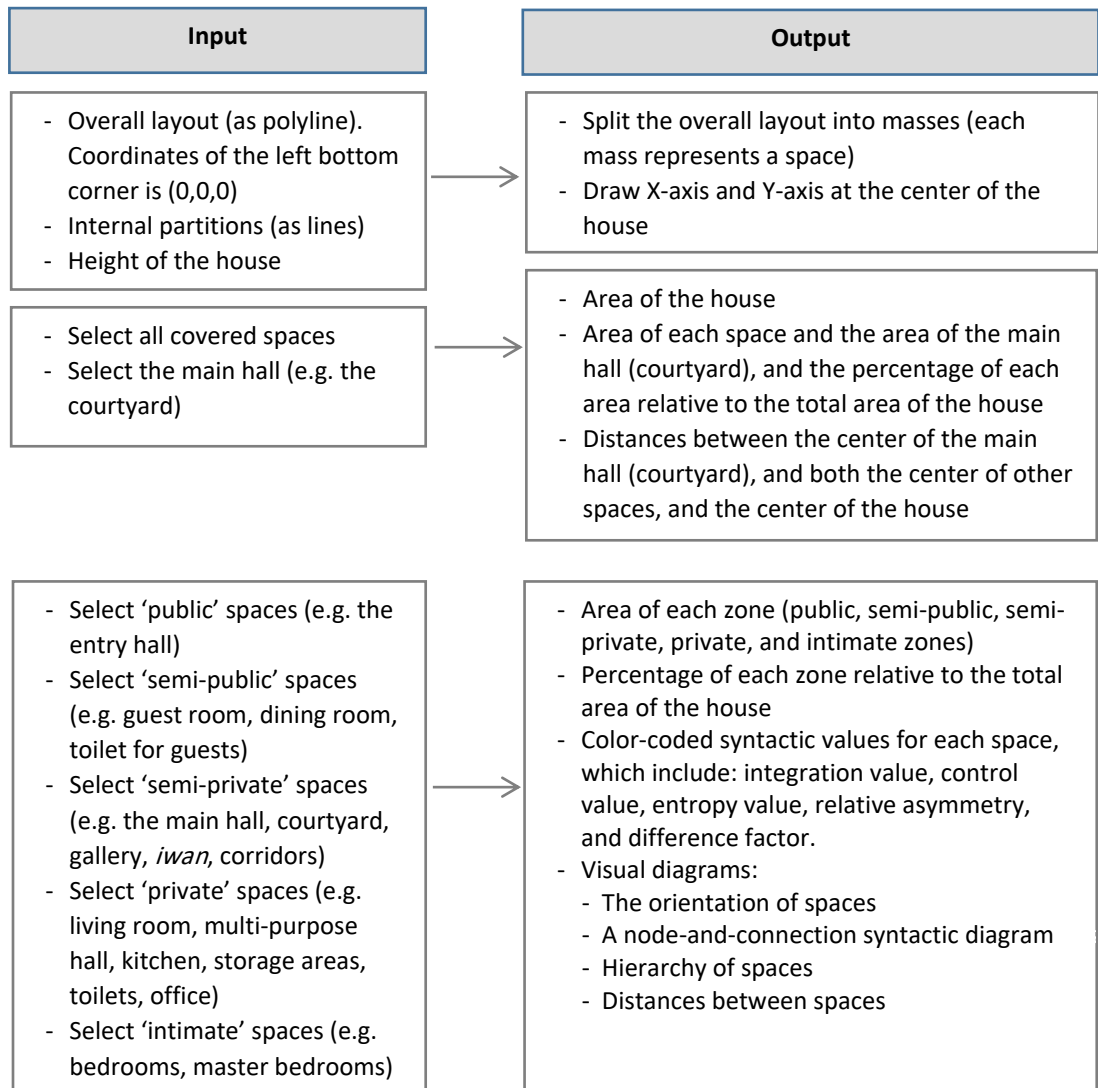 Input
Output
- Overall layout (as polyline).
Coordinates of the left bottom
corner is (0,0,0)
- Internal partitions (as lines)
- Height of the house
- Split the overall layout into masses (each
mass represents a space)
- Draw X-axis and Y-axis at the center of the
house
- Select all covered spaces
- Select the main hall (e.g. the
courtyard)
- Area of the house
- Area of each space and the area of the main
hall (courtyard), and the percentage of each
area relative to the total area of the house
- Distances between the center of the main
hall (courtyard), and both the center of other
spaces, and the center of the house
- Select ‘public’ spaces (e.g. the
entry hall)
- Select ‘semi-public’ spaces
(e.g. guest room, dining room,
toilet for guests)
- Select ‘semi-private’ spaces
(e.g. the main hall, courtyard,
gallery, iwan, corridors)
- Select ‘private’ spaces (e.g.
living room, multi-purpose
hall, kitchen, storage areas,
toilets, office)
- Select ‘intimate’ spaces (e.g.
bedrooms, master bedrooms)
- Area of each zone (public, semi-public, semi-
private, private, and intimate zones)
- Percentage of each zone relative to the total
area of the house
- Color-coded syntactic values for each space,
which include: integration value, control
value, entropy value, relative asymmetry,
and difference factor.
- Visual diagrams:
- The orientation of spaces
- A node-and-connection syntactic diagram
- Hierarchy of spaces
- Distances between spaces